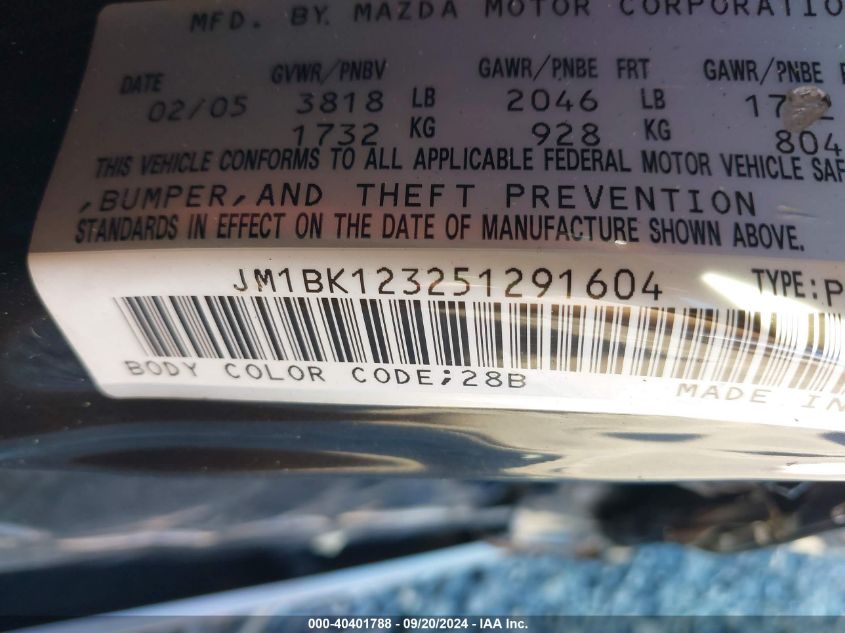 MFD. BY MAZDA MOTOR CORPORATIO
DATE GVWR/PNBV GAWR/PNBE FRT GAWR/PNBE
02/05 3818 LB 2046 LB
1732 KG 928 KG 804
THIS VEHICLE CONFORMS TO ALL APPLICABLE FEDERAL MOTOR VEHICLE SAF
,BUMPER,AND THEFT PREVENTION
STANDARDS IN EFFECT ON THE DATE OF MANUFACTURE SHOWN ABOVE.
JM1BK123251291604 TYPE:P
BODY COLOR CODE;28B MADE IN
000-40401788 - 09/20/2024 - IAA Inc.